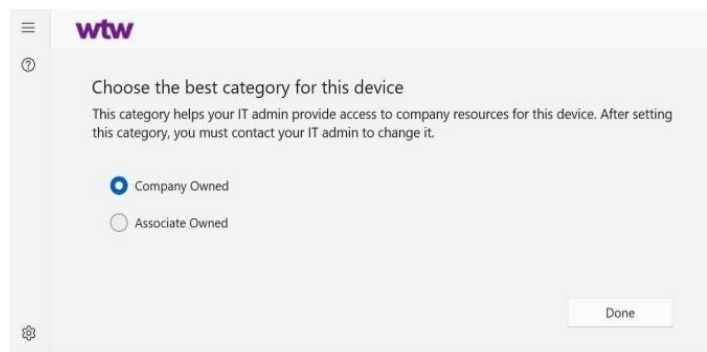 wtw
Choose the best category for this device
This category helps your IT admin provide access to company resources for this device. After setting
this category, you must contact your IT admin to change it.
Company Owned
Associate Owned
Done